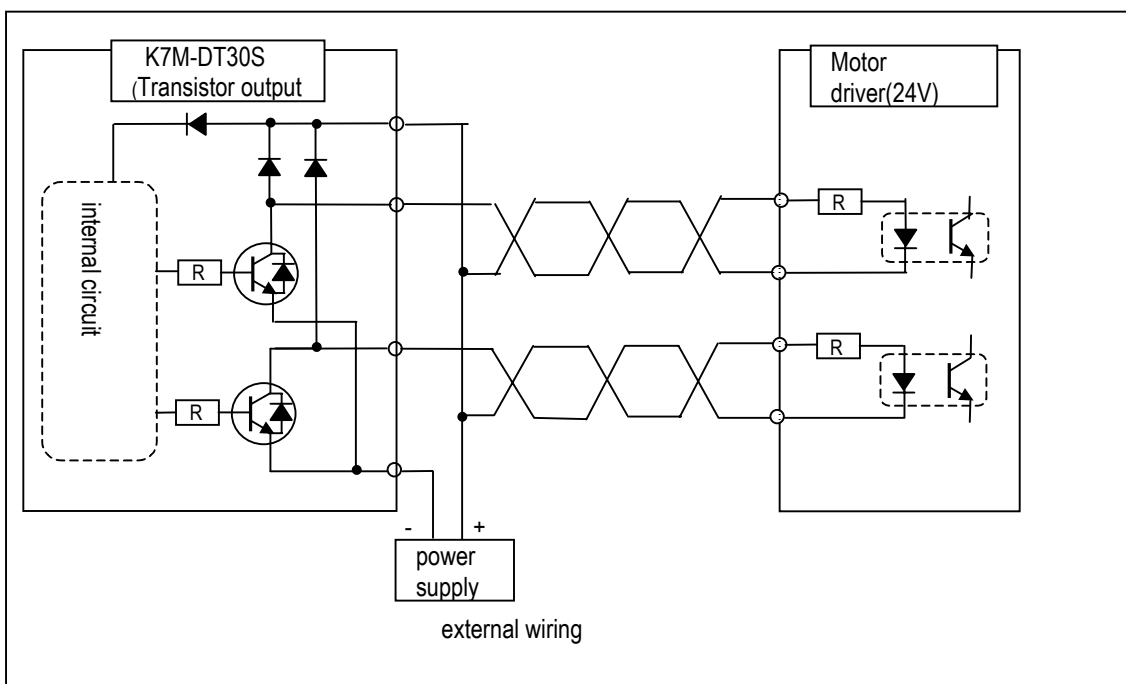 K7M-DT30S
(Transistor output
Motor
driver(24V)
internal circuit
R
R
R
R
- +
power
supply
external wiring